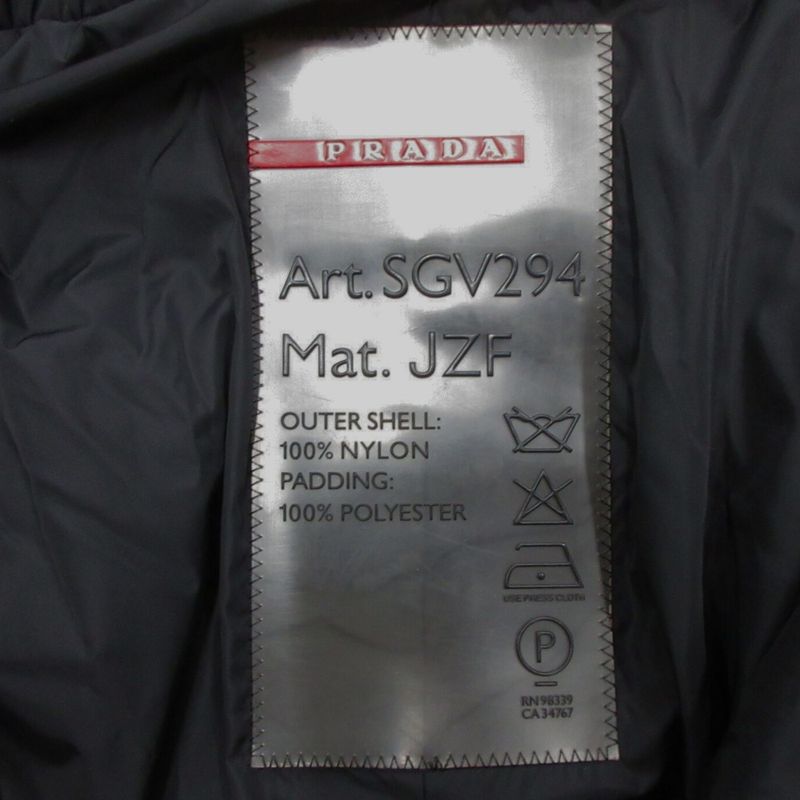 PRADA
Art. SGV294
Mat. JZF
OUTER SHELL:
100% NYLON
PADDING:
100% POLYESTER
USE PRESS CLOTH
P
RN 98339
CA 34767